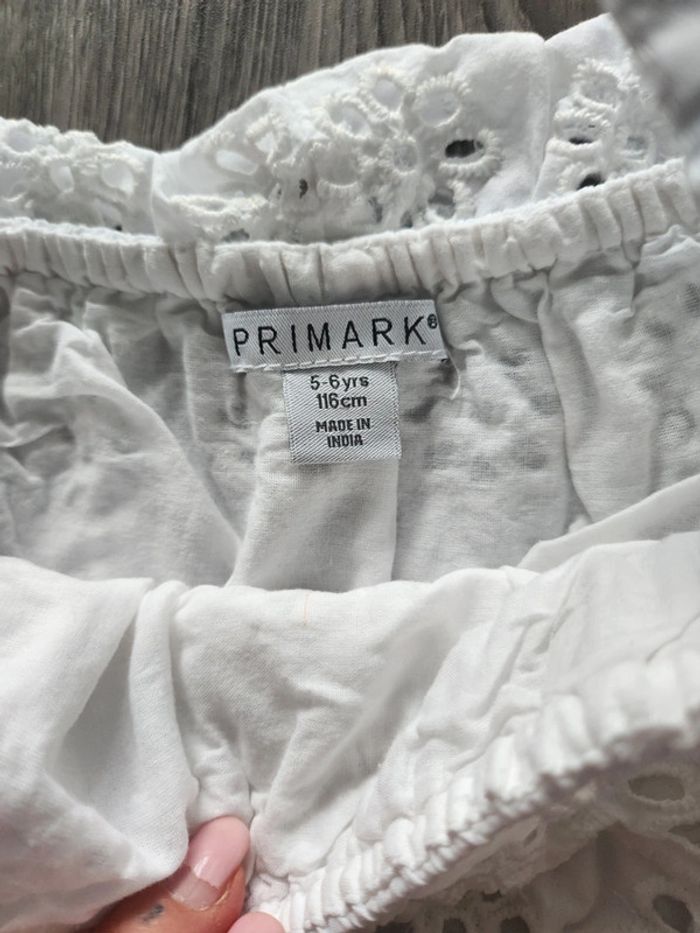 PRIMARK®
5-6yrs
116cm
MADE IN
INDIA